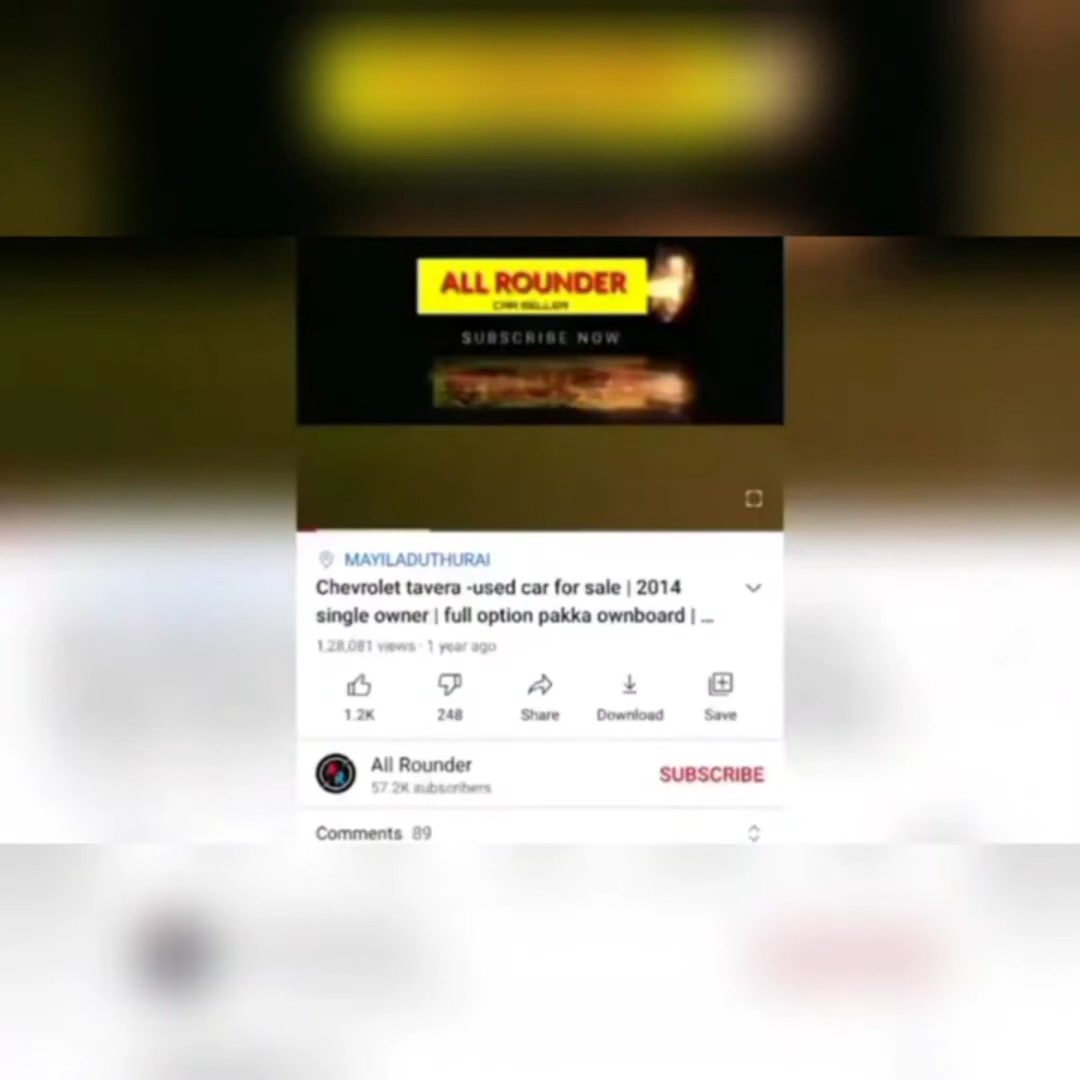 ALL ROUNDER
CAR SELLER
SUBSCRIBE NOW
MAYILADUTHURAI
Chevrolet tavera -used car for sale | 2014
single owner | full option pakka ownboard | ...
1,28,081 views · 1 year ago
1.2K 248 Share Download Save
All Rounder
SUBSCRIBE
57.2K subscribers
Comments 89